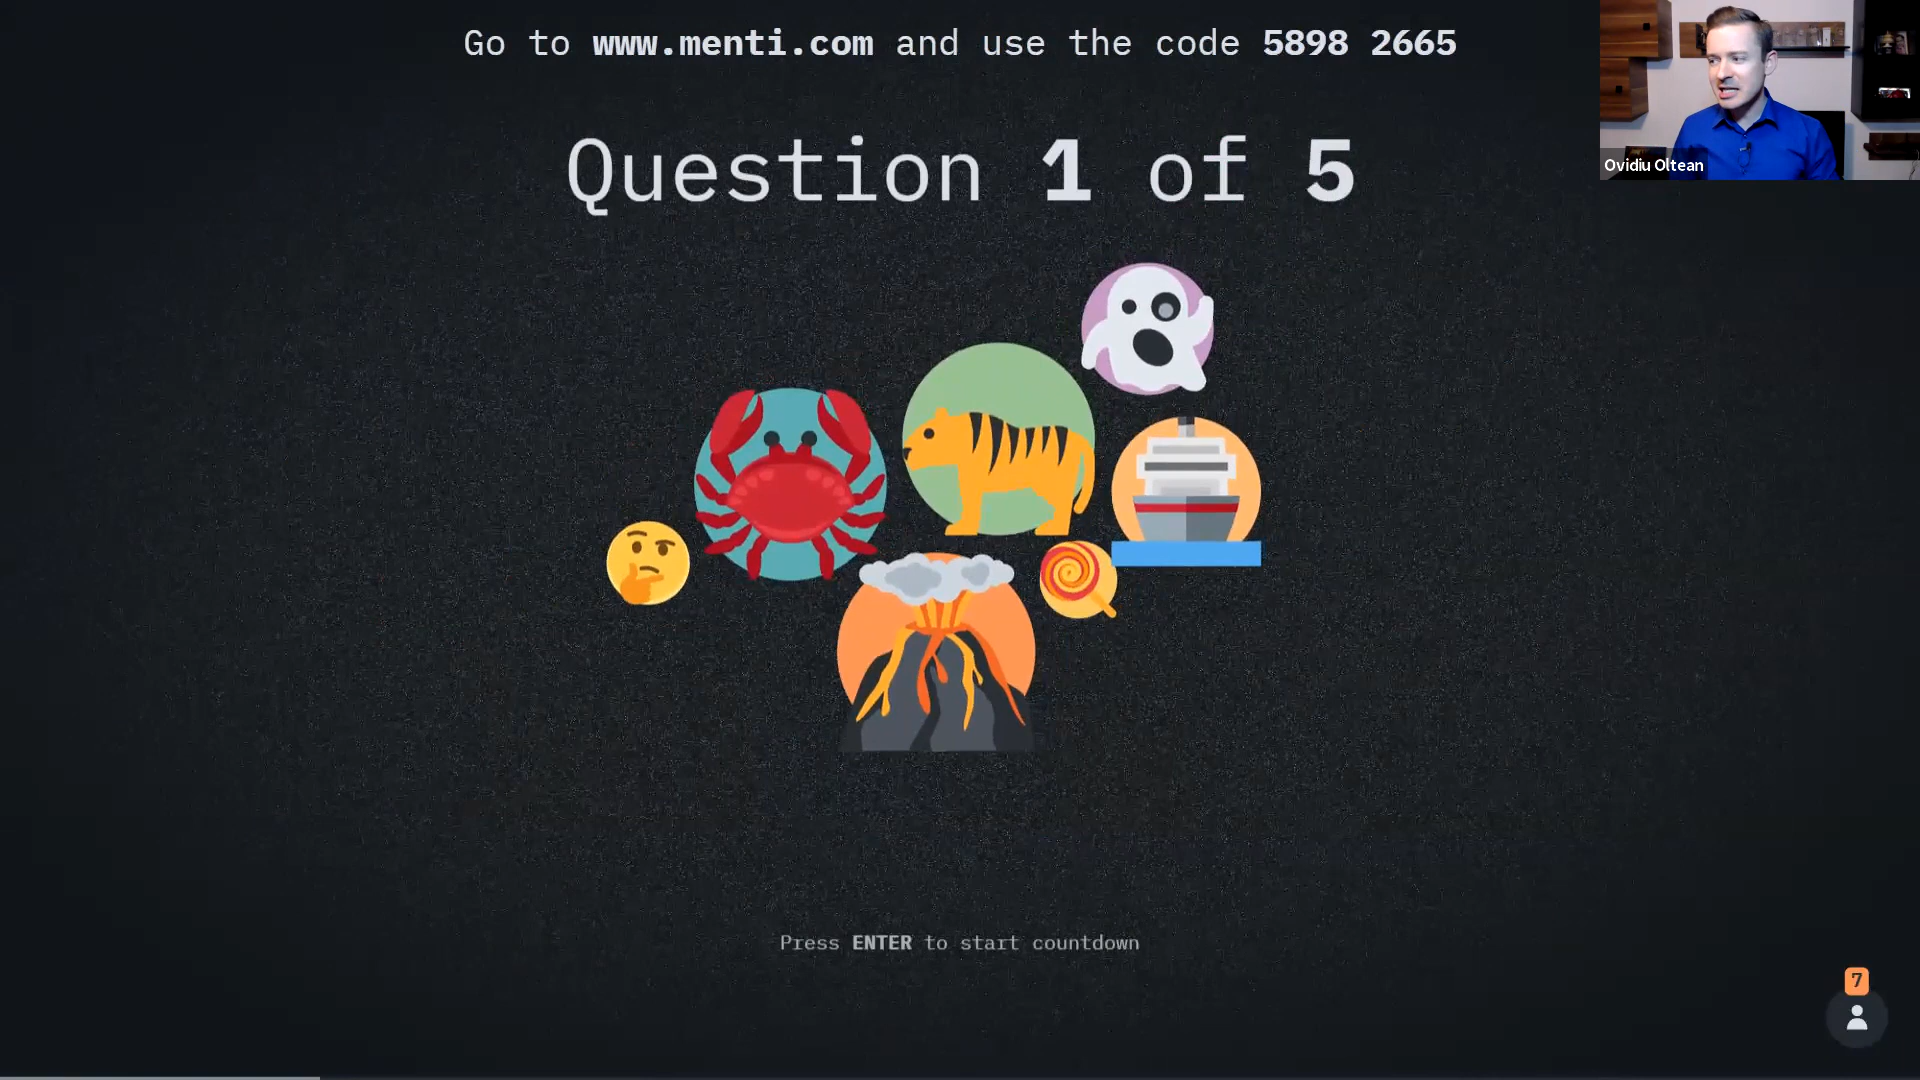 Go to www.menti.com and use the code 5898 2665
Question 1 of 5
Ovidiu Oltean
Press ENTER to start countdown
7